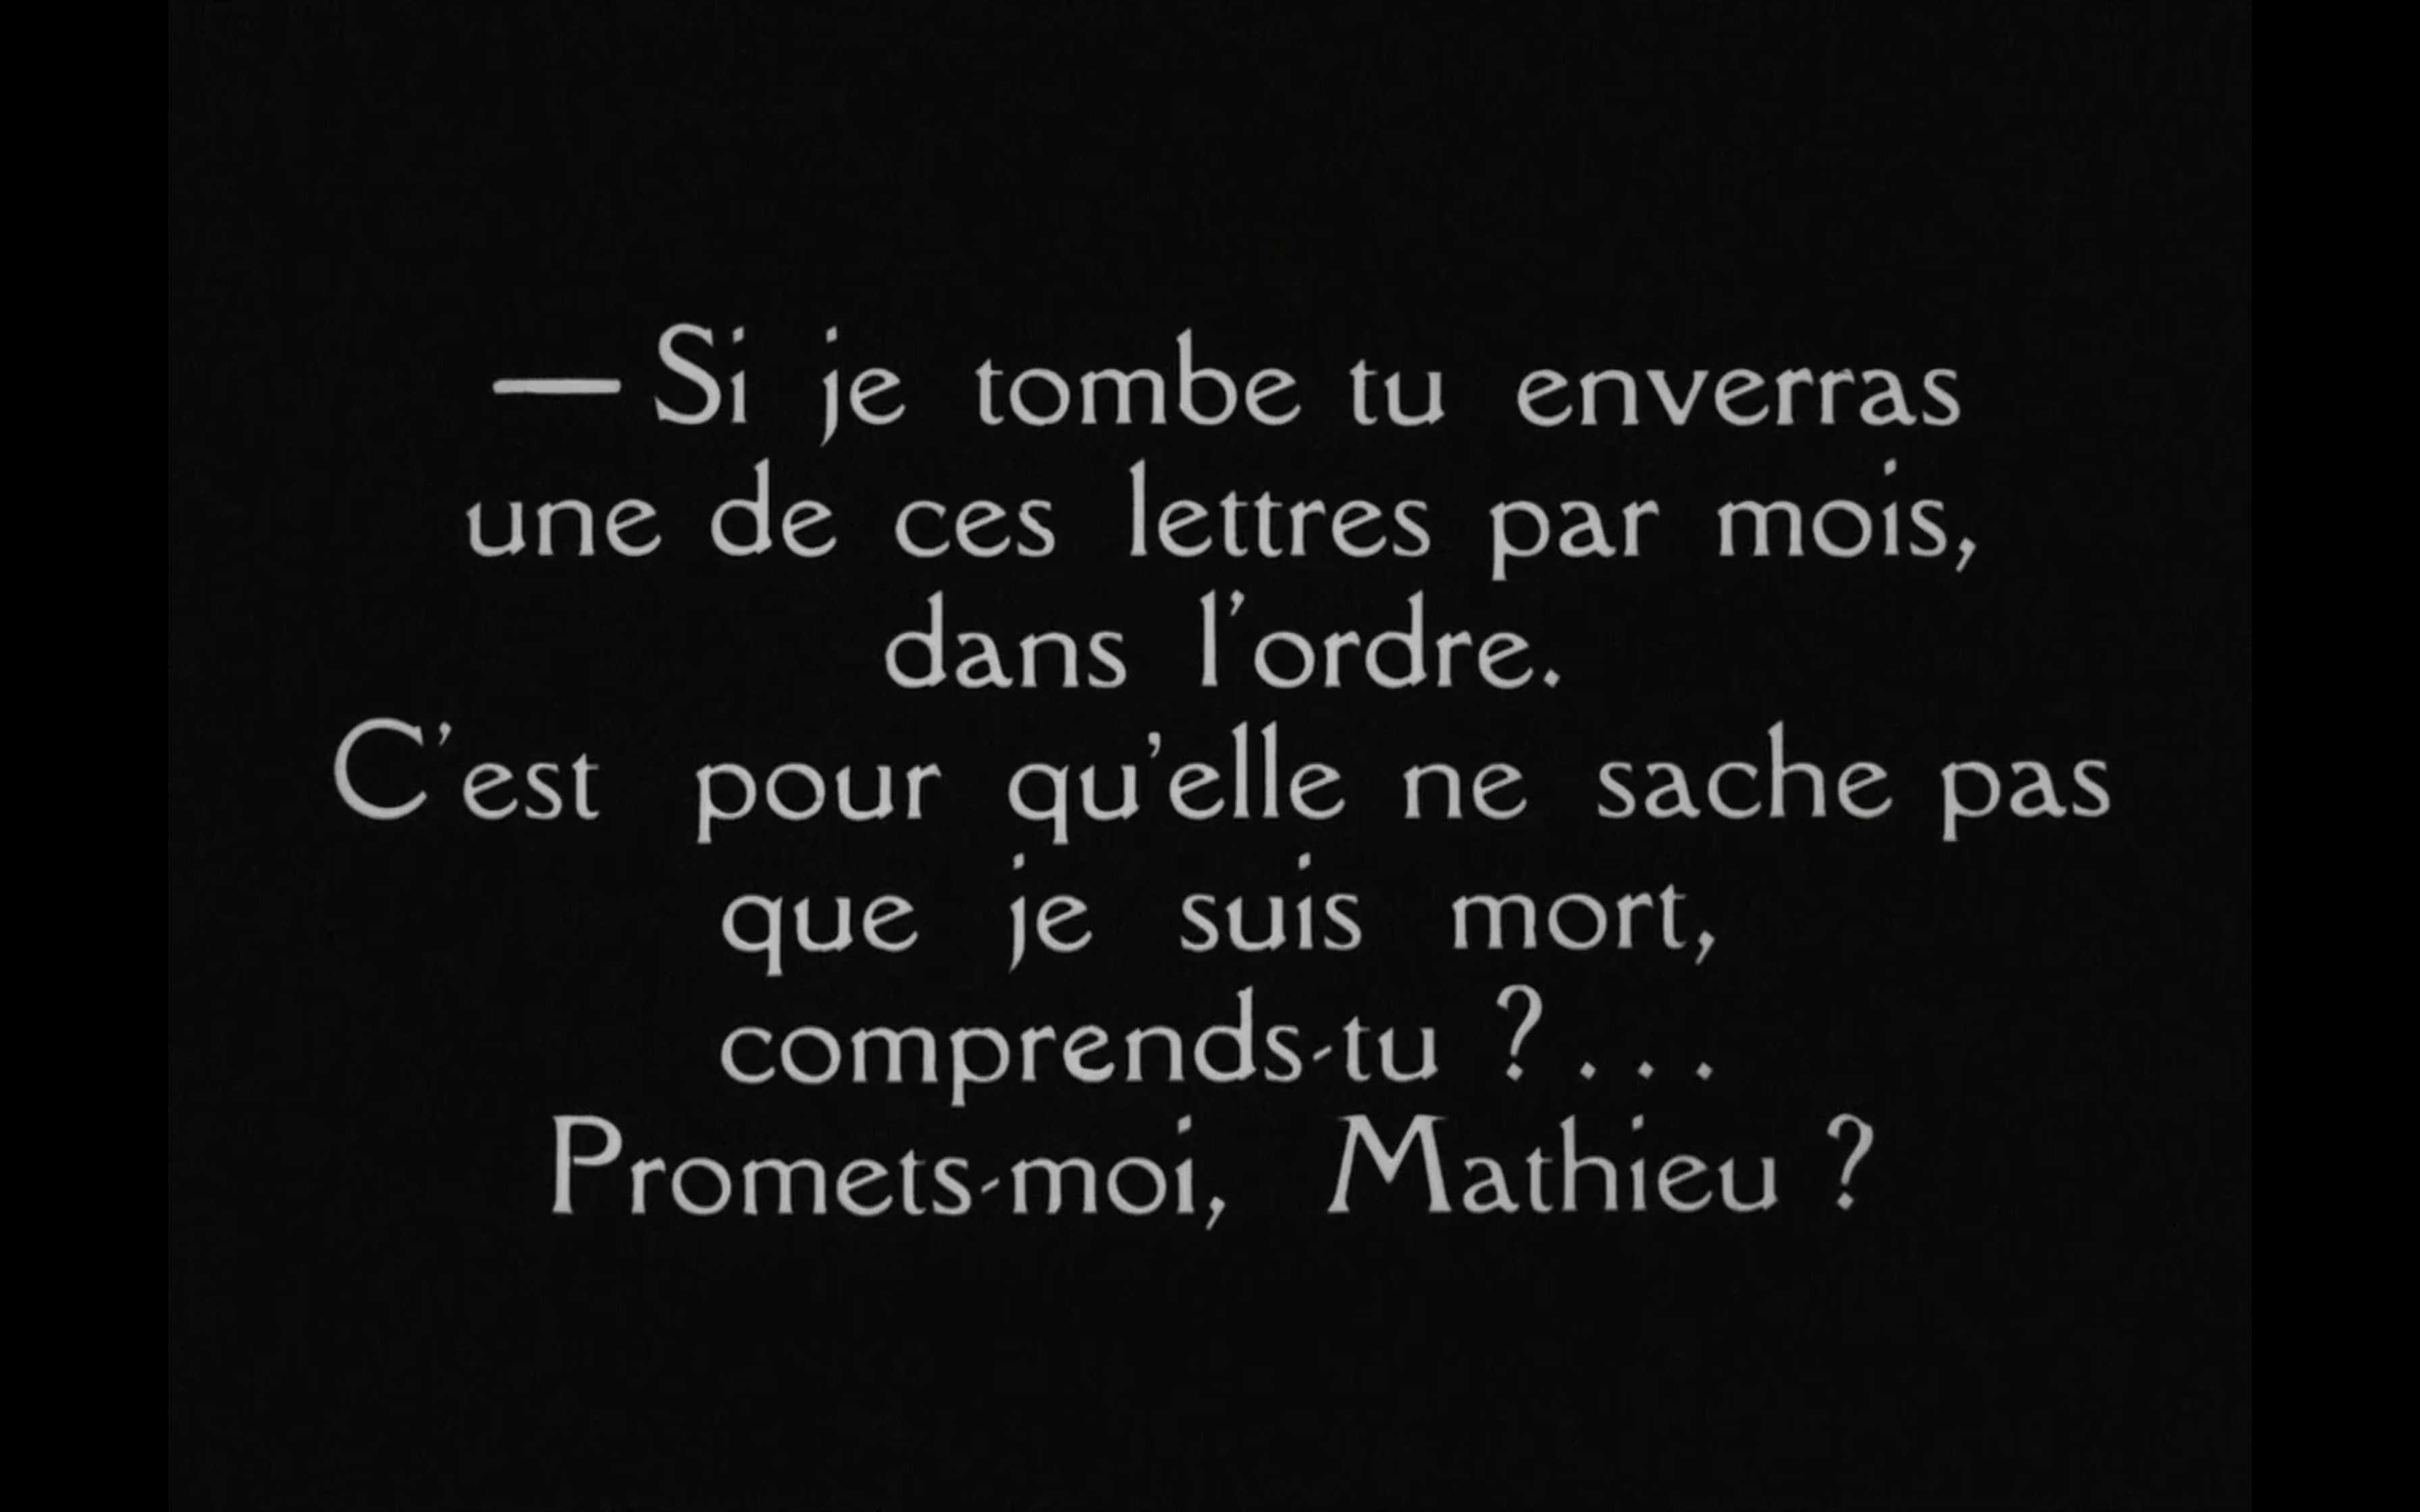 —Si je tombe tu enverras
une de ces lettres par mois,
dans l'ordre.
C'est pour qu'elle ne sache pas
que je suis mort,
comprends-tu ?...
Promets-moi, Mathieu ?